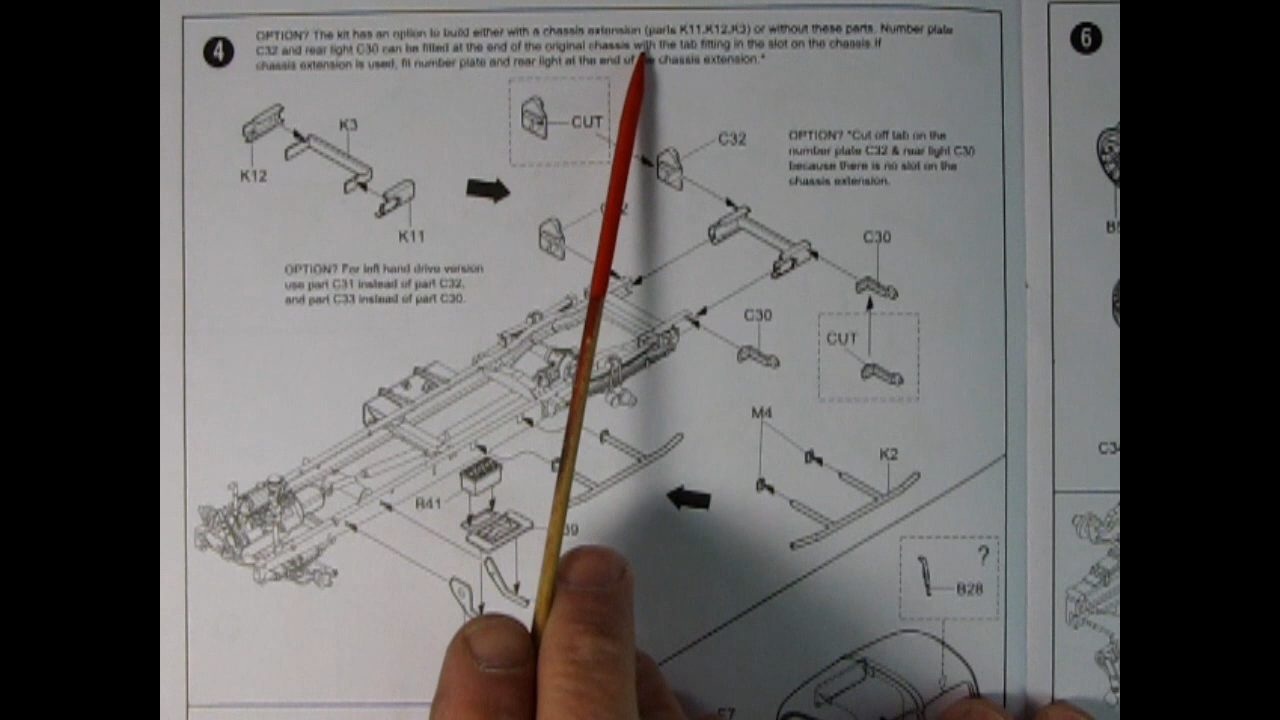 4
OPTION? The kit has an option to build either with a chassis extension (parts K11,K12,K3) or without these parts. Number plate
C32 and rear light C30 can be fitted at the end of the original chassis with the tab fitting in the slot on the chassis.If
chassis extension is used, fit number plate and rear light at the end of chassis extension.*
6
CUT
K3
K12
K11
C32
OPTION? *Cut off tab on the
number plate C32 & rear light C30
because there is no slot on the
chassis extension.
C30
OPTION? For left hand drive version
use part C31 instead of part C32,
and part C33 instead of part C30.
C30
CUT
M4
K2
B41
?
B28